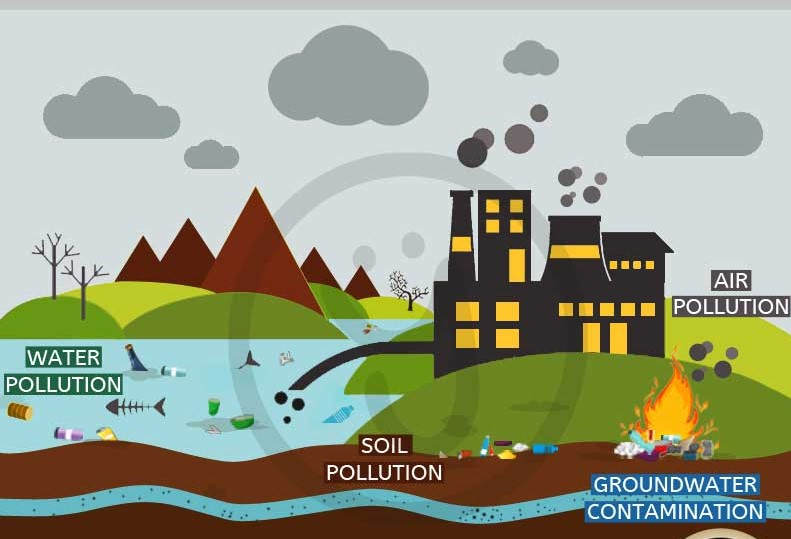 AIR
POLLUTION
WATER
POLLUTION
SOIL
POLLUTION
GROUNDWATER
CONTAMINATION